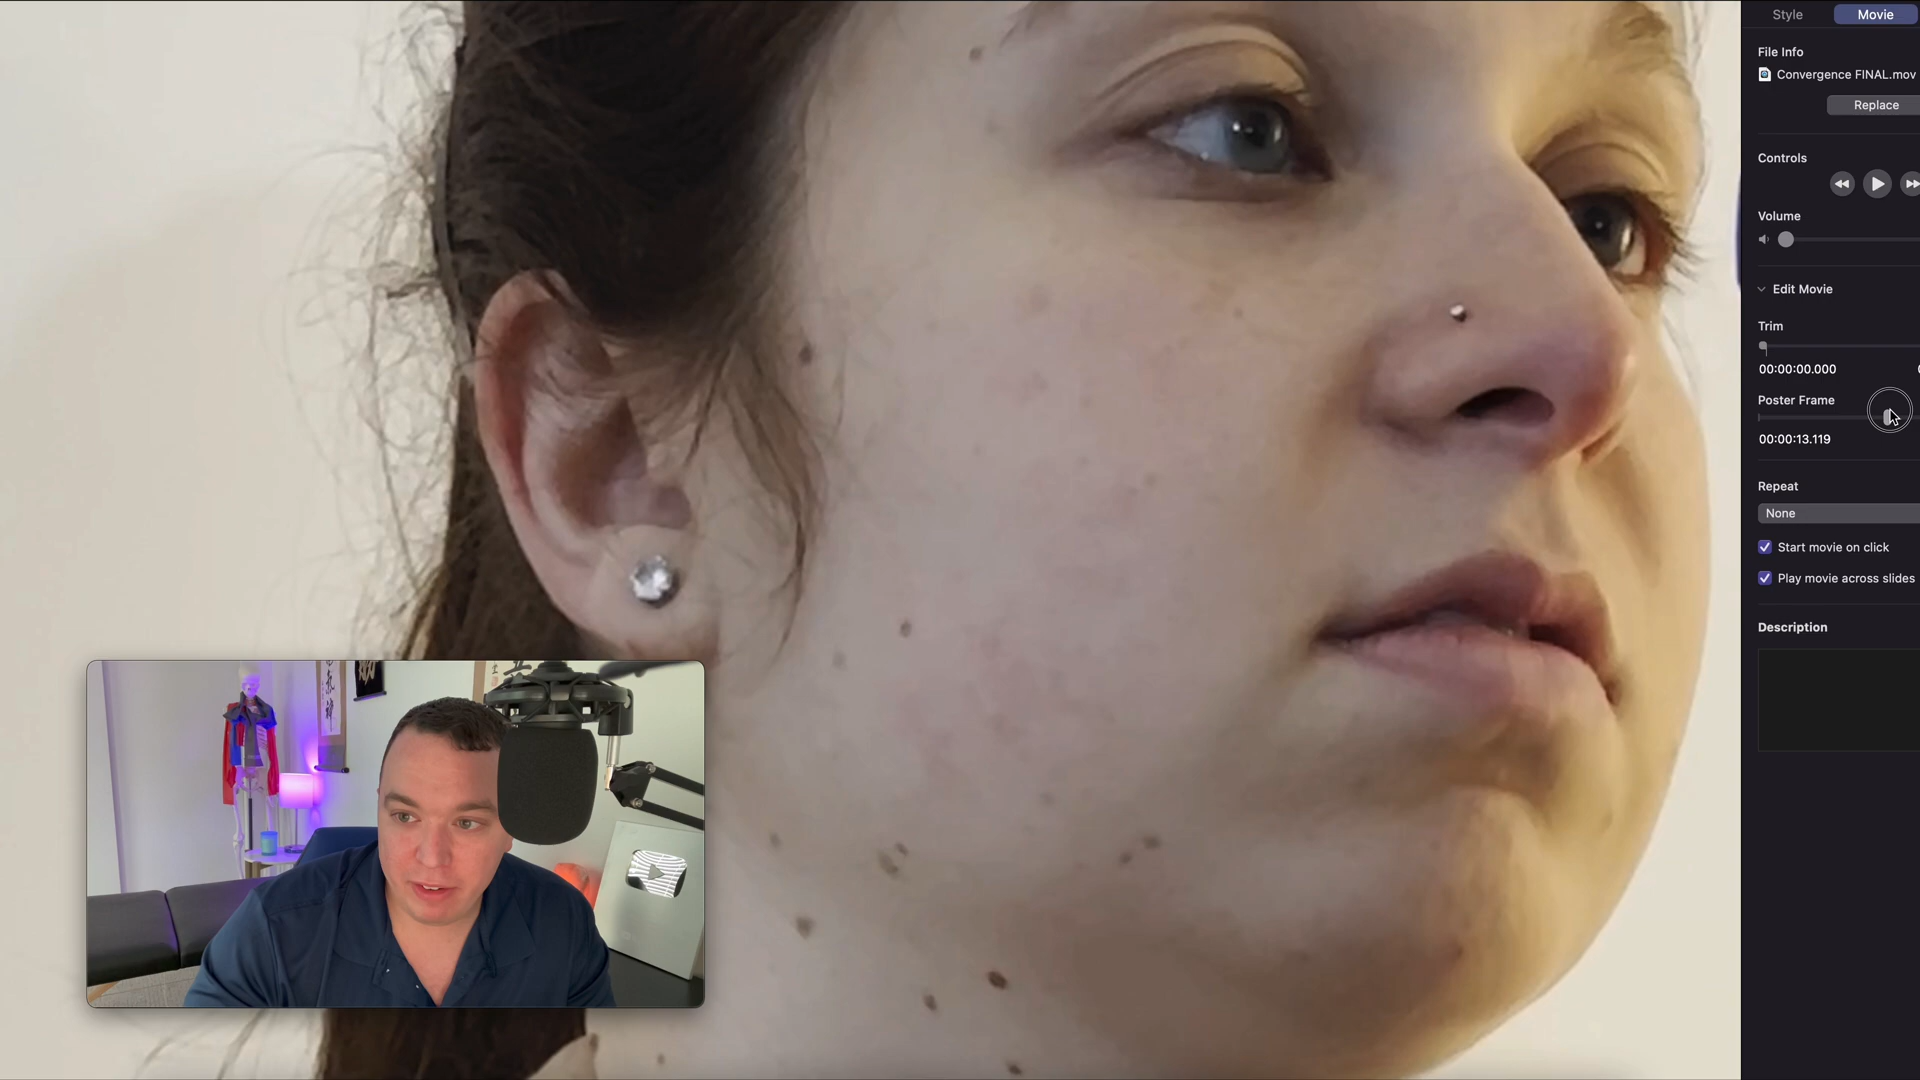 Style
Movie
File Info
Convergence FINAL.mov
Replace
Controls
Volume
Edit Movie
Trim
00:00:00.000
Poster Frame
00:00:13.119
Repeat
None
Start movie on click
Play movie across slides
Description